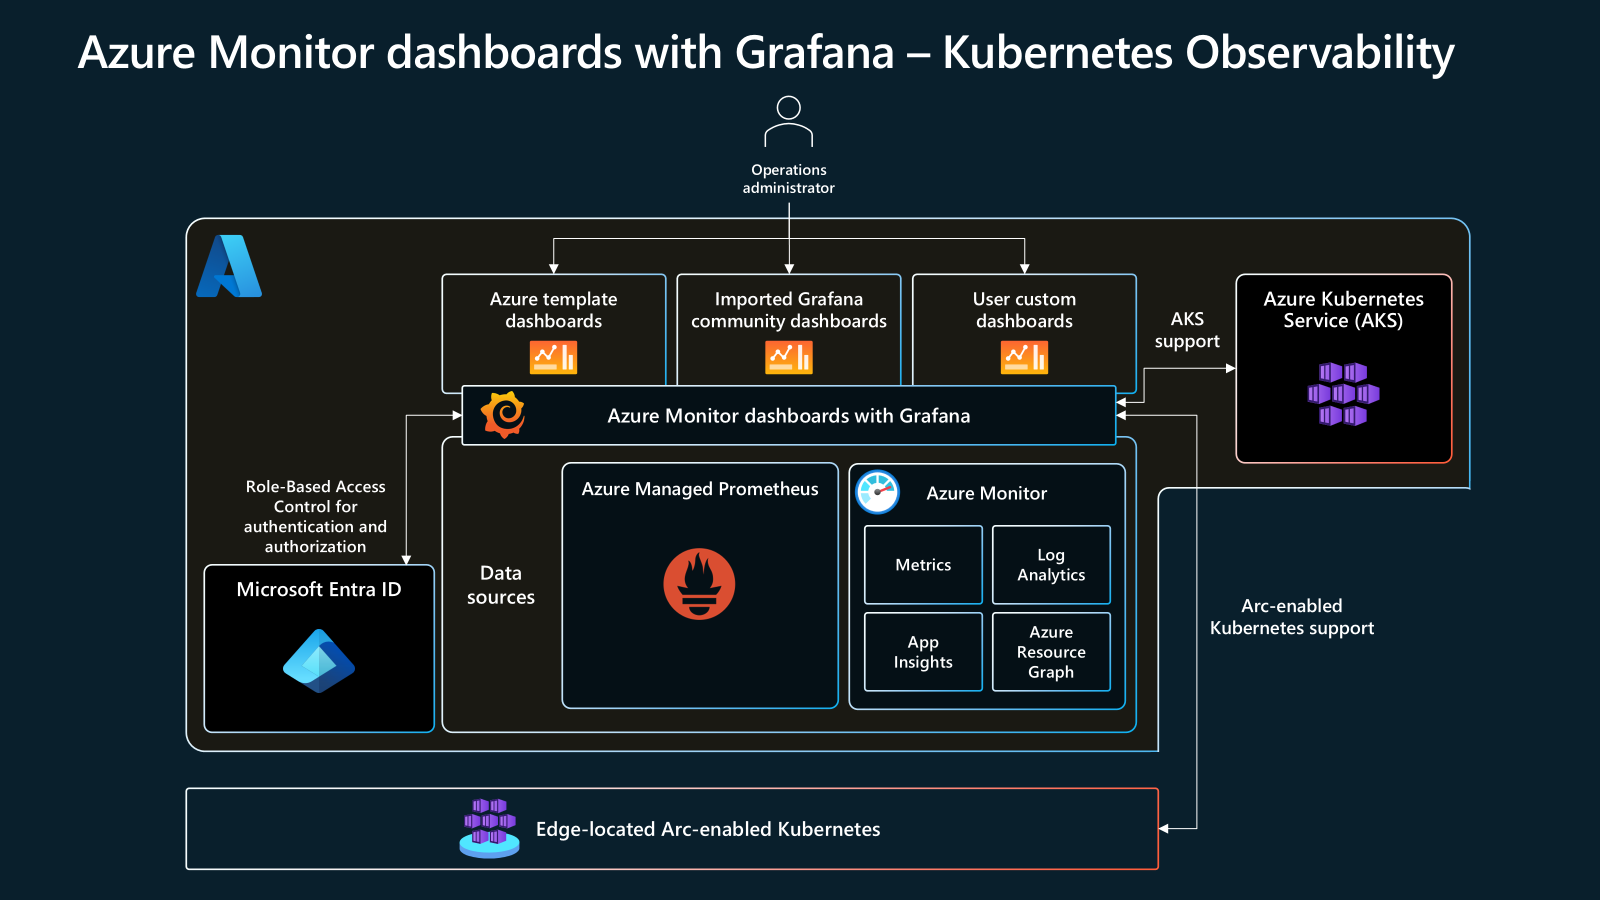 Azure Monitor dashboards with Grafana – Kubernetes Observability
Operations
administrator
Azure template
dashboards
Imported Grafana
community dashboards
User custom
dashboards
AKS
support
Azure Kubernetes
Service (AKS)
Azure Monitor dashboards with Grafana
Role-Based Access
Control for
authentication and
authorization
Microsoft Entra ID
Data
sources
Azure Managed Prometheus
Azure Monitor
Metrics
Log
Analytics
App
Insights
Azure
Resource
Graph
Arc-enabled
Kubernetes support
Edge-located Arc-enabled Kubernetes